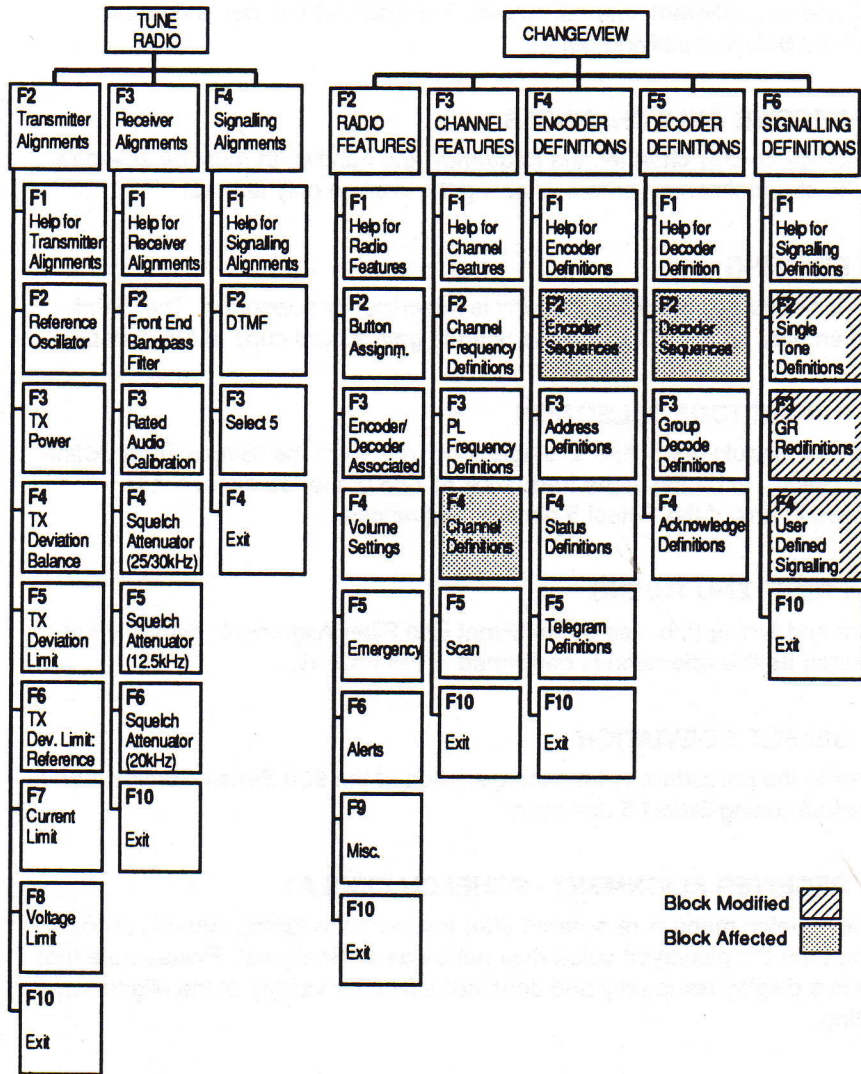 TUNE
RADIO
F2
Transmitter
Alignments
F1
Help for
Transmitter
Alignments
F2
Reference
Oscillator
F3
TX
Power
F4
TX
Deviation
Balance
F5
TX
Deviation
Limit
F6
TX
Dev. Limit:
Reference
F7
Current
Limit
F8
Voltage
Limit
F10
Exit
F3
Receiver
Alignments
F1
Help for
Receiver
Alignments
F2
Front End
Bandpass
Filter
F3
Rated
Audio
Calibration
F4
Squelch
Attenuator
(25/30kHz)
F5
Squelch
Attenuator
(12.5kHz)
F6
Squelch
Attenuator
(20kHz)
F10
Exit
F4
Signalling
Alignments
F1
Help for
Signalling
Alignments
F2
DTMF
F3
Select 5
F4
Exit
CHANGE/VIEW
F2
RADIO
FEATURES
F1
Help for
Radio
Features
F2
Button
Assignm.
F3
Encoder/
Decoder
Associated
F4
Volume
Settings
F5
Emergency
F6
Alerts
F9
Misc.
F10
Exit
F3
CHANNEL
FEATURES
F1
Help for
Channel
Features
F2
Channel
Frequency
Definitions
F3
PL
Frequency
Definitions
F4
Channel
Definitions
F5
Scan
F10
Exit
F4
ENCODER
DEFINITIONS
F1
Help for
Encoder
Definitions
F2
Encoder
Sequences
F3
Address
Definitions
F4
Status
Definitions
F5
Telegram
Definitions
F10
Exit
F5
DECODER
DEFINITIONS
F1
Help for
Decoder
Definition
F2
Decoder
Sequences
F3
Group
Decode
Definitions
F4
Acknowledge
Definitions
F6
SIGNALLING
DEFINITIONS
F1
Help for
Signalling
Definitions
F2
Single
Tone
Definitions
F3
GR
Redifinitions
F4
User
Defined
Signalling
F10
Exit
Block Modified
Block Affected